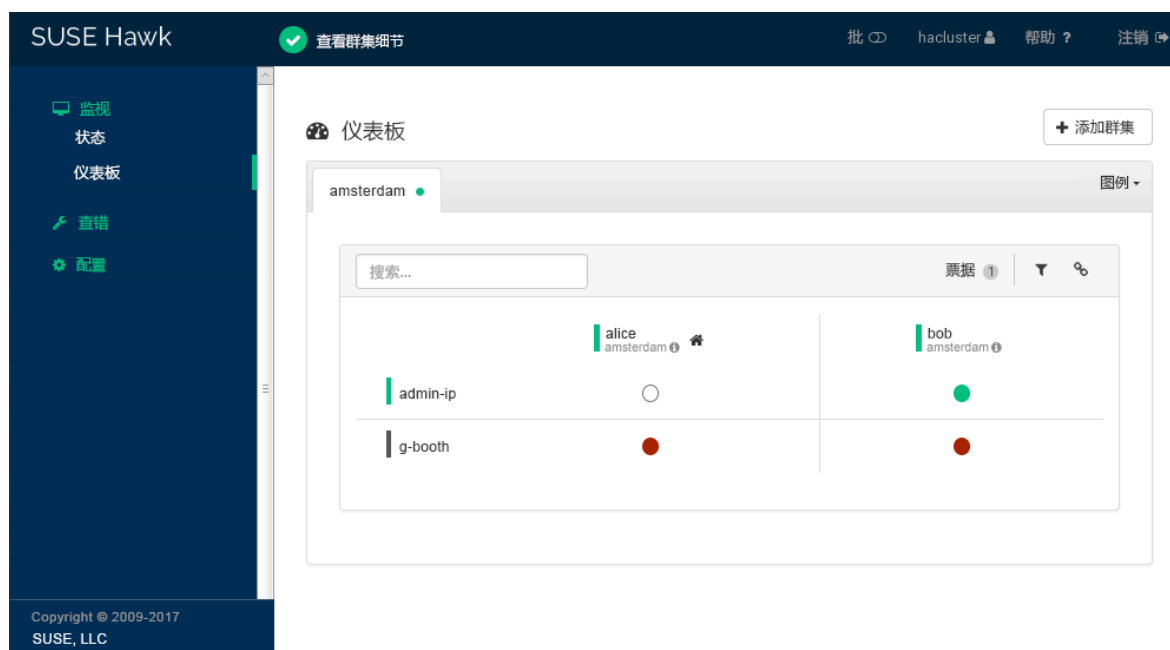 SUSE Hawk
查看群集细节
批
hacluster
帮助 ?
注销
监视
状态
仪表板
查错
配置
仪表板
添加群集
amsterdam
图例
搜索...
票据 1
alice
amsterdam
bob
amsterdam
admin-ip
g-booth
Copyright © 2009-2017
SUSE, LLC